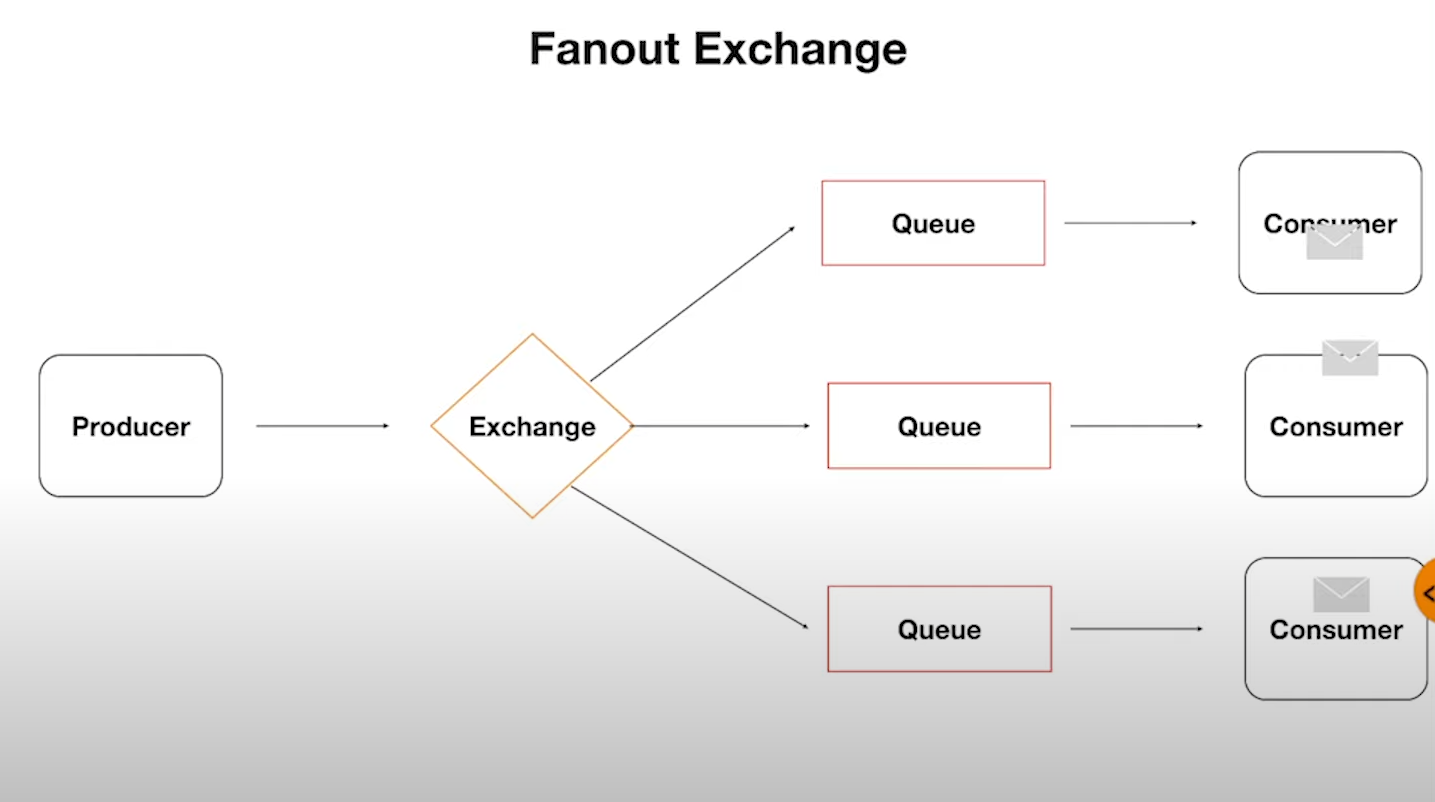 Fanout Exchange
Queue
Consumer
Producer
Exchange
Queue
Consumer
Queue
Consumer